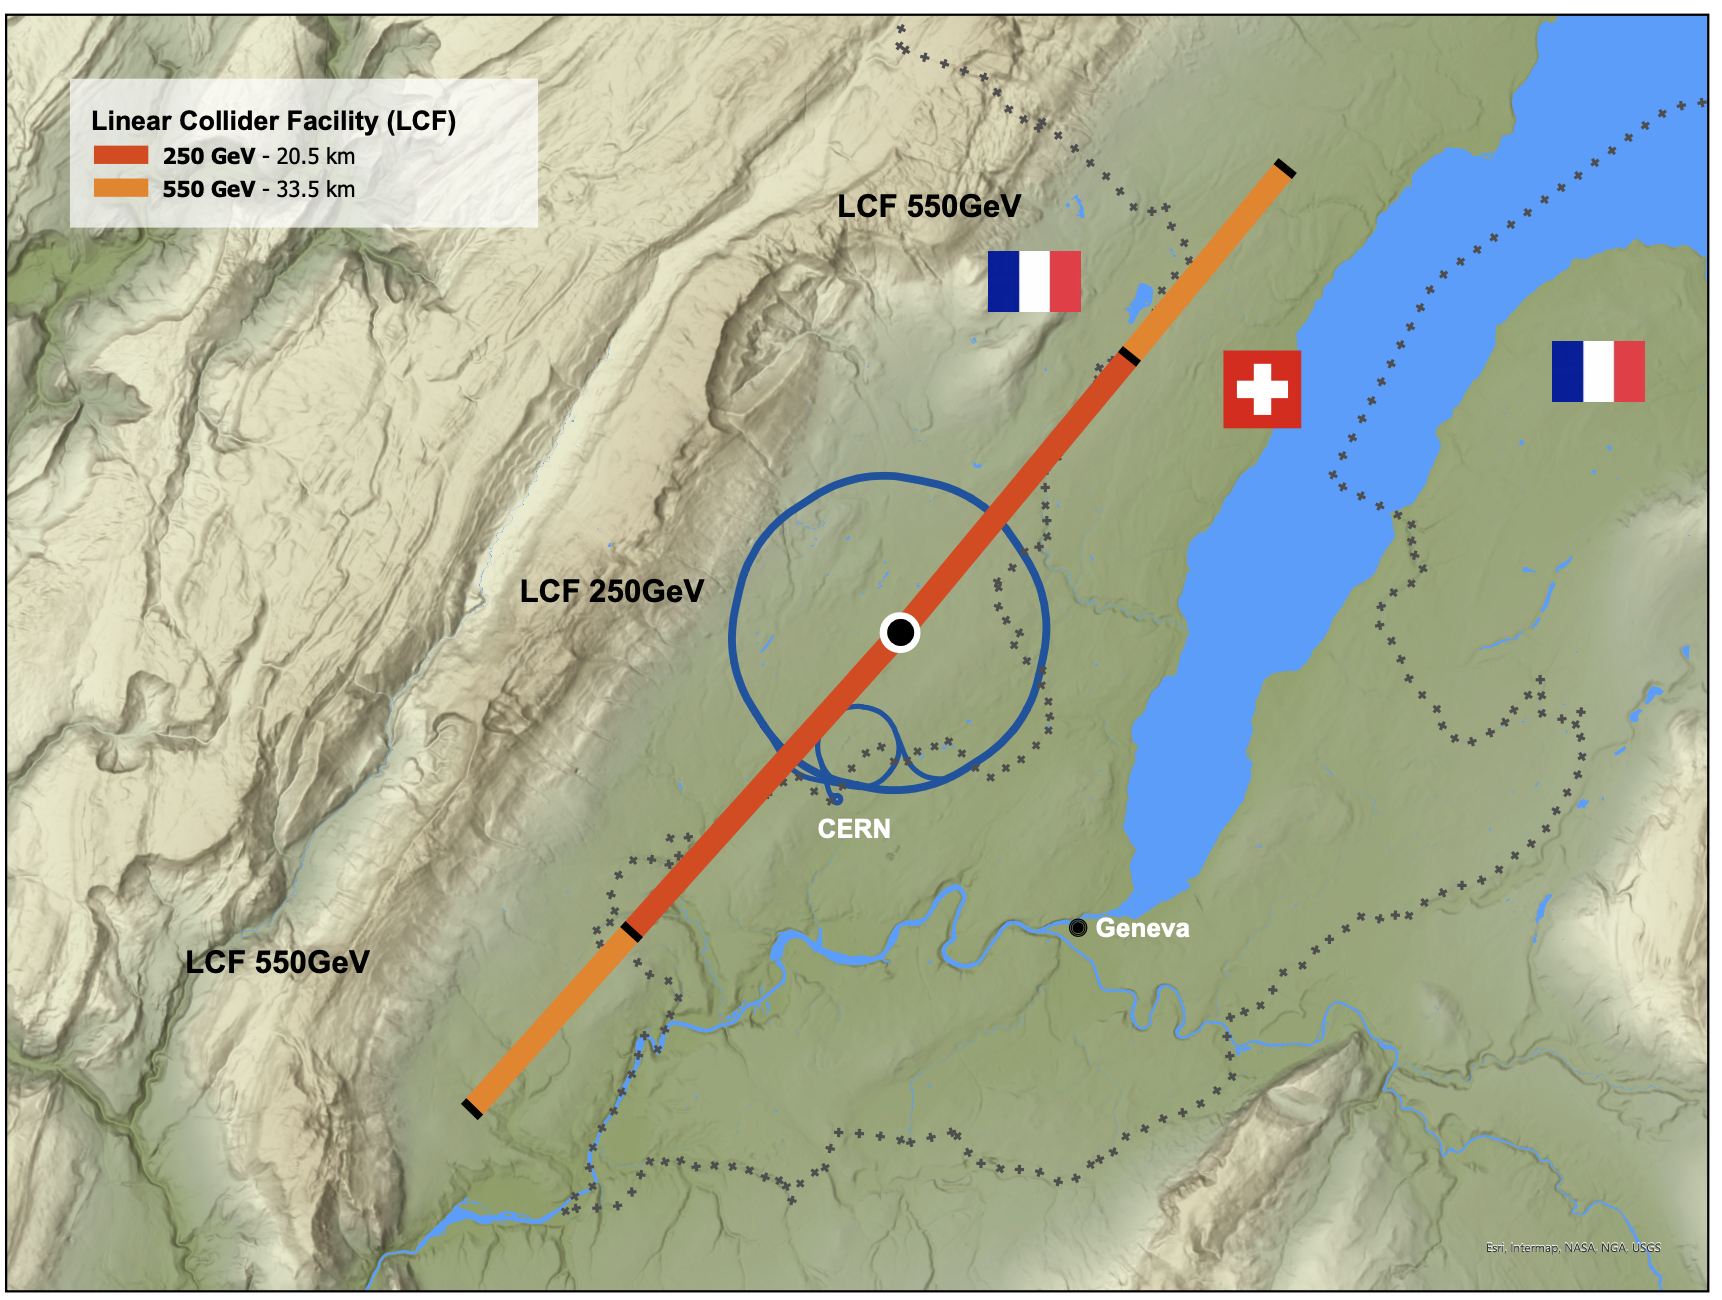 Linear Collider Facility (LCF)
250 GeV - 20.5 km
550 GeV - 33.5 km
LCF 550GeV
LCF 250GeV
CERN
Geneva
LCF 550GeV
Esri, Intermap, NASA, NGA, USGS